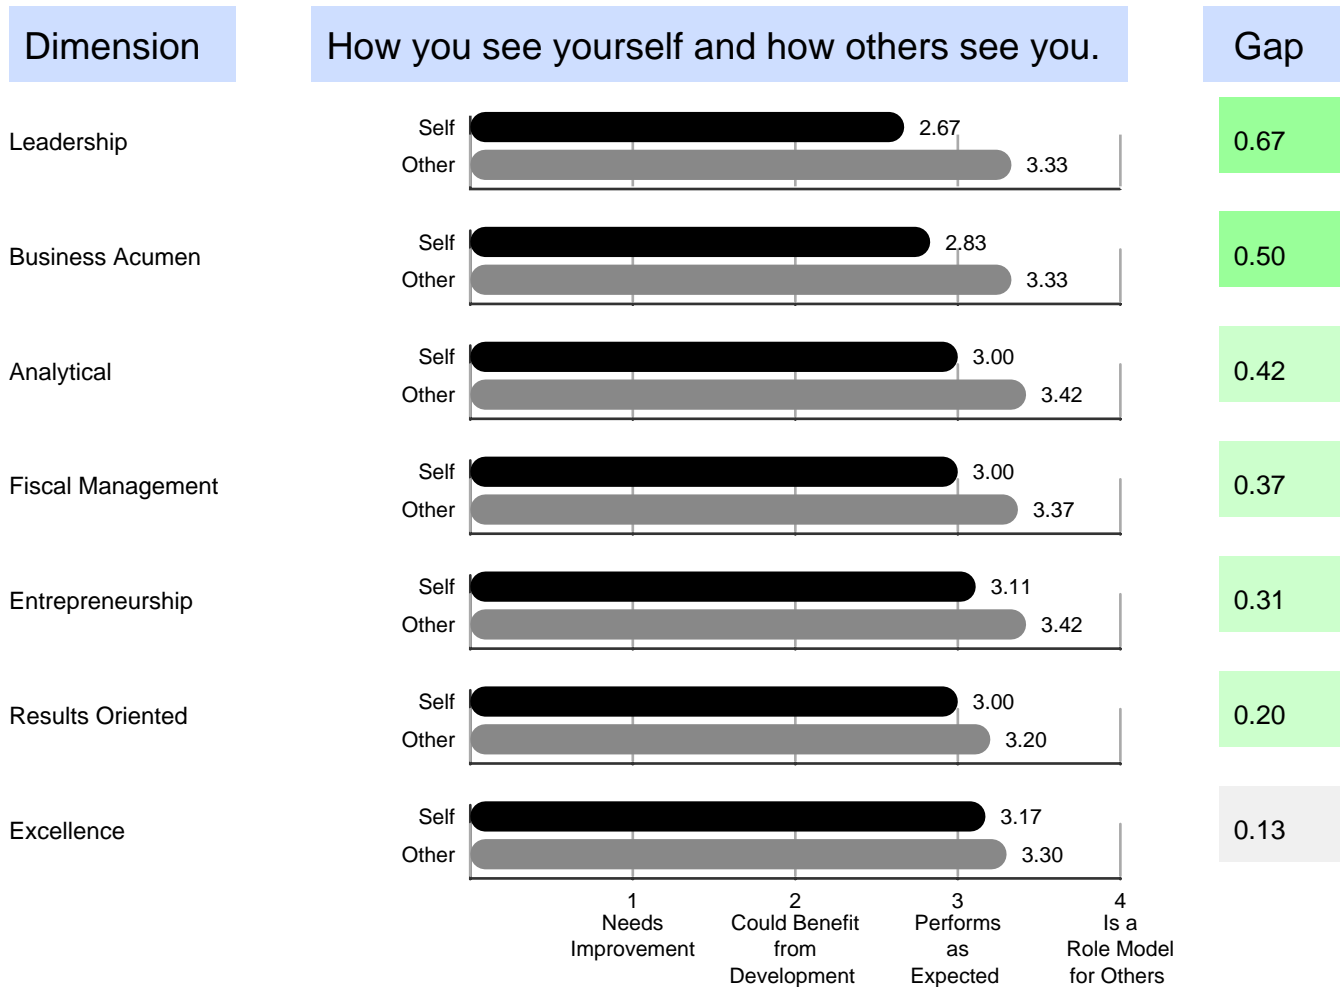 Dimension
How you see yourself and how others see you.
Gap
Leadership
Self 2.67
Other 3.33
0.67
Business Acumen
Self 2.83
Other 3.33
0.50
Analytical
Self 3.00
Other 3.42
0.42
Fiscal Management
Self 3.00
Other 3.37
0.37
Entrepreneurship
Self 3.11
Other 3.42
0.31
Results Oriented
Self 3.00
Other 3.20
0.20
Excellence
Self 3.17
Other 3.30
0.13
1
Needs
Improvement
2
Could Benefit
from
Development
3
Performs
as
Expected
4
Is a
Role Model
for Others